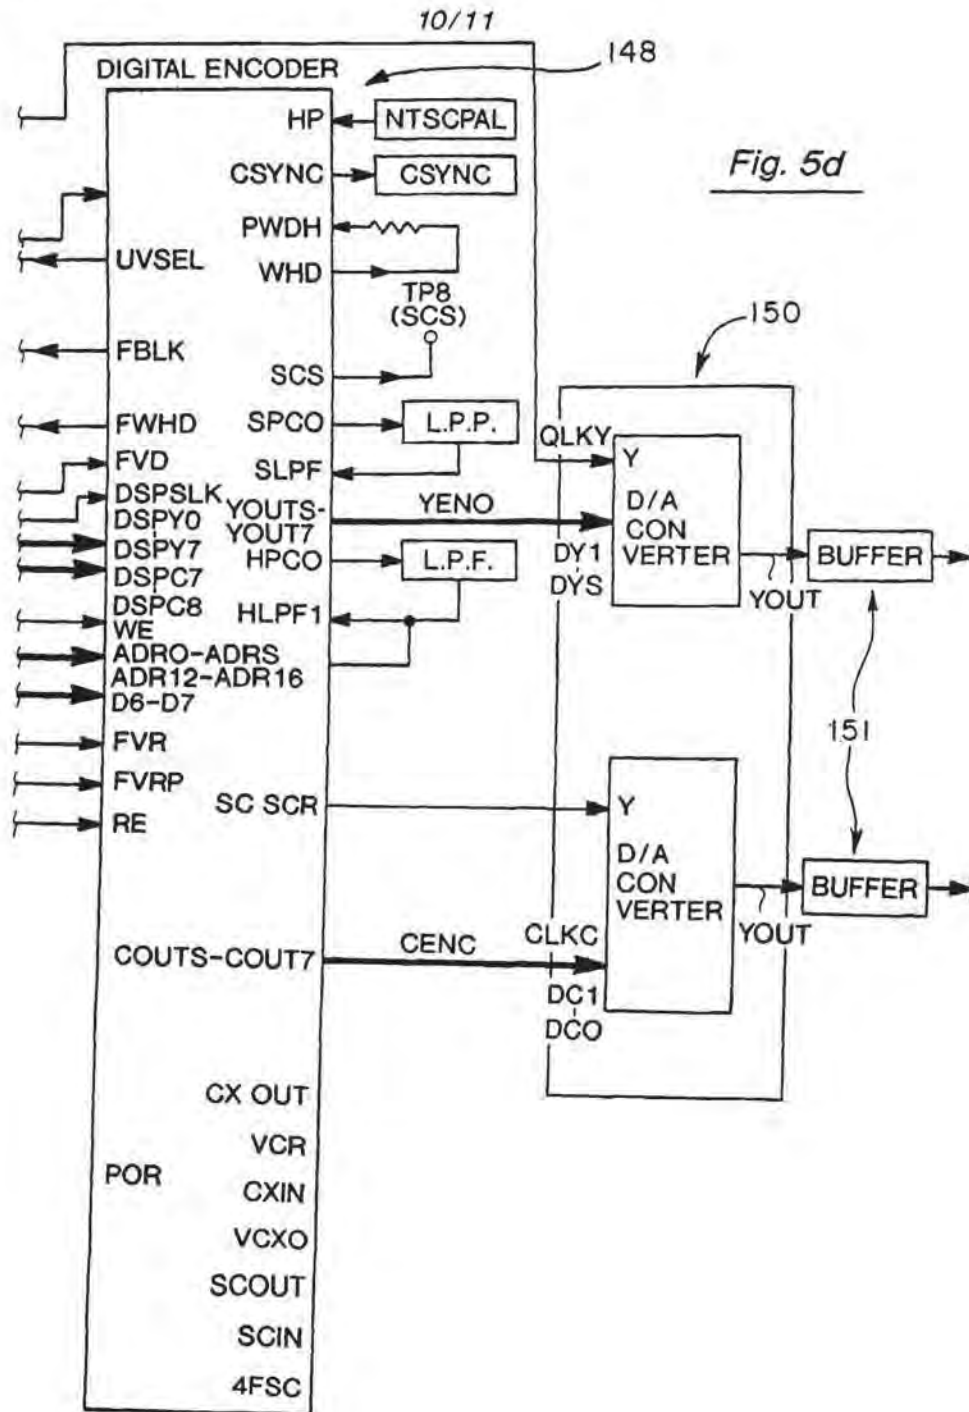 10/11
148
DIGITAL ENCODER
HP
NTSCPAL
Fig. 5d
CSYNC
CSYNC
PWDH
UVSEL
WHD
TP8
(SCS)
150
FBLK
SCS
FWHD
SPCO
L.P.P.
QLKY
Y
FVD
SLPF
DSPSLK
DSPY0
YOUTS-
YOUT7
YENO
D/A
CON
VERTER
DSPY7
HPCO
L.P.F.
DY1
DYS
BUFFER
DSPC7
YOUT
DSPC8
HLPF1
WE
ADRO-ADRS
ADR12-ADR16
D6-D7
151
FVR
FVRP
SC SCR
Y
RE
D/A
CON
VERTER
BUFFER
YOUT
COUTS-COUT7
CENC
CLKC
DC1
DCO
CX OUT
VCR
POR
CXIN
VCXO
SCOUT
SCIN
4FSC